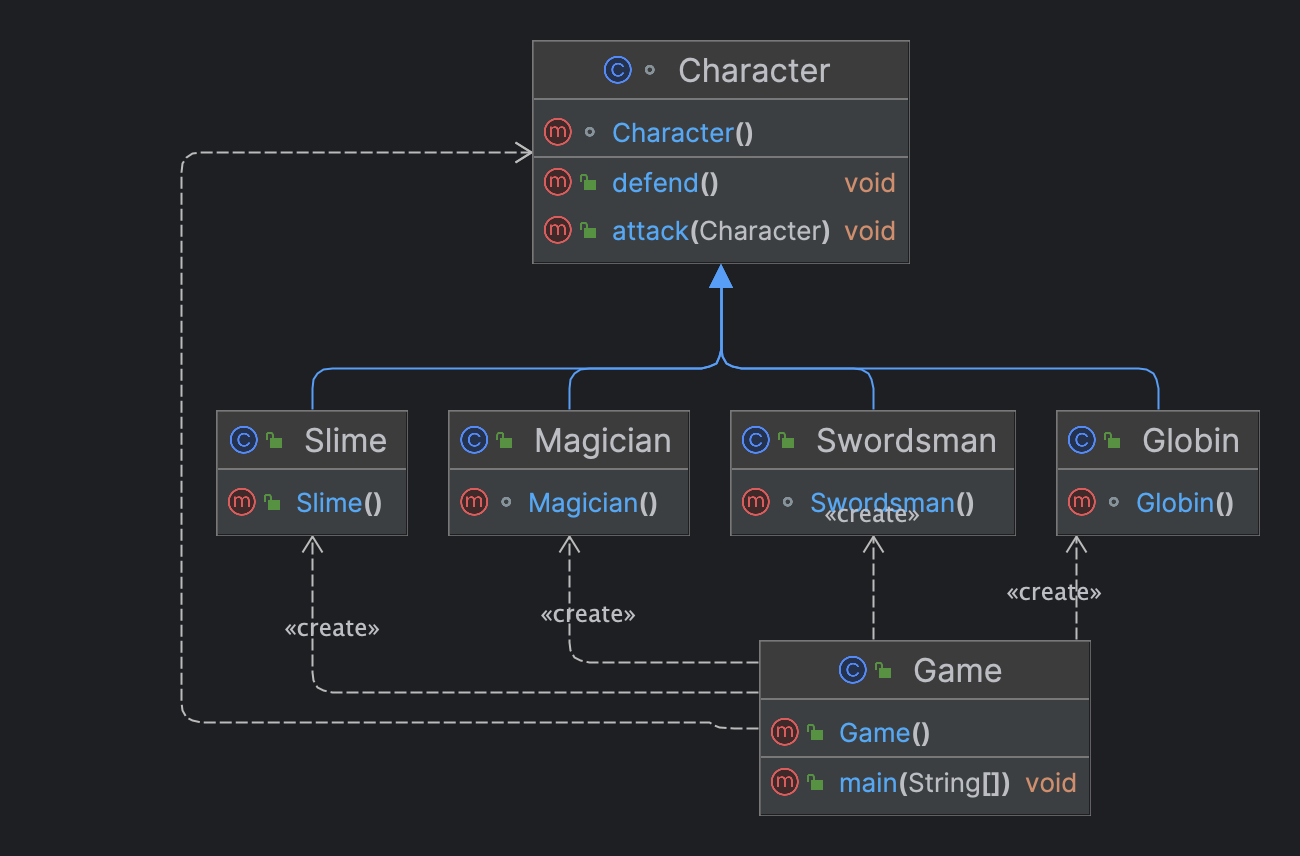 Character
Character()
defend() void
attack(Character) void
Slime
Slime()
Magician
Magician()
Swordsman
Swordsman()
Globin
Globin()
«create»
«create»
«create»
«create»
Game
Game()
main(String[]) void